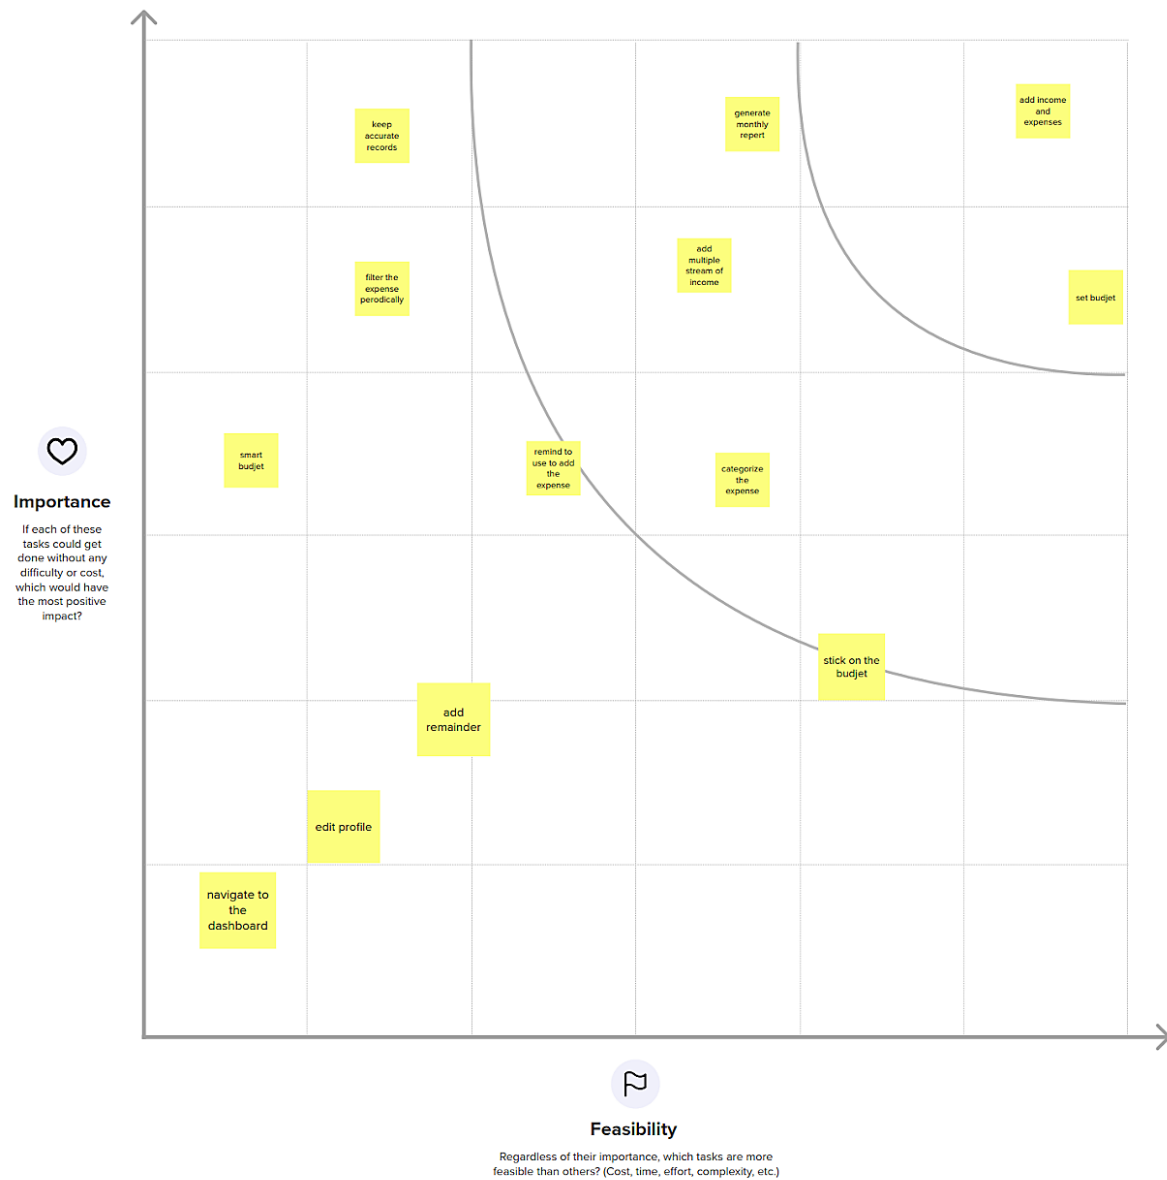 keep
accurate
records
generate
monthly
repert
add income
and
expenses
filter the
expense
perodically
add
multiple
stream of
income
set budjet
smart
budjet
remind to
use to add
the
expense
categorize
the
expense
Importance
If each of these
tasks could get
done without any
difficulty or cost,
which would have
the most positive
impact?
stick on the
budjet
add
remainder
edit profile
navigate to
the
dashboard
Feasibility
Regardless of their importance, which tasks are more
feasible than others? (Cost, time, effort, complexity, etc.)